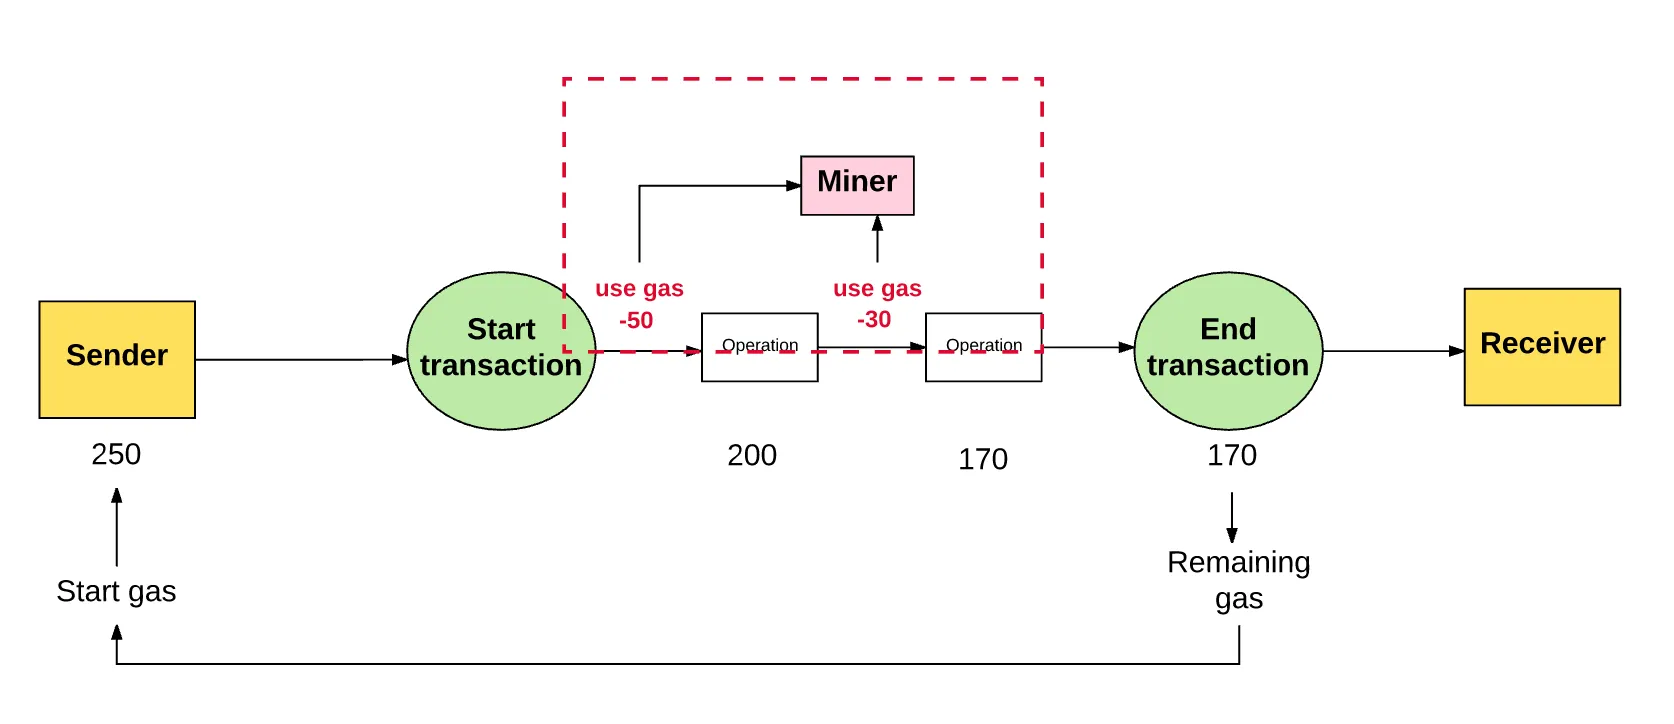 Miner
use gas
-50
use gas
-30
Sender
Start
transaction
Operation
Operation
End
transaction
Receiver
250
200
170
170
Start gas
Remaining
gas